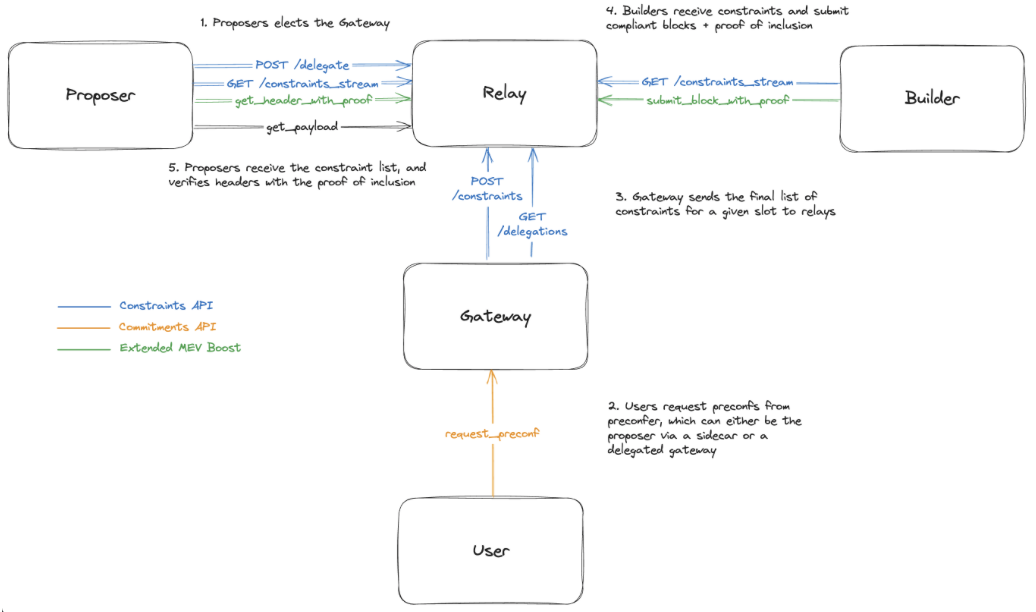 1. Proposers elects the Gateway
4. Builders receive constraints and submit
compliant blocks + proof of inclusion
Proposer
POST /delegate
GET /constraints_stream
get_header_with_proof
get_payload
Relay
GET /constraints_stream
submit_block_with_proof
Builder
5. Proposers receive the constraint list, and
verifies headers with the proof of inclusion
POST
/constraints
GET
/delegations
3. Gateway sends the final list of
constraints for a given slot to relays
Gateway
Constraints API
Commitments API
Extended MEV Boost
request_preconf
2. Users request preconfs from
preconfer, which can either be the
proposer via a sidecar or a
delegated gateway
User